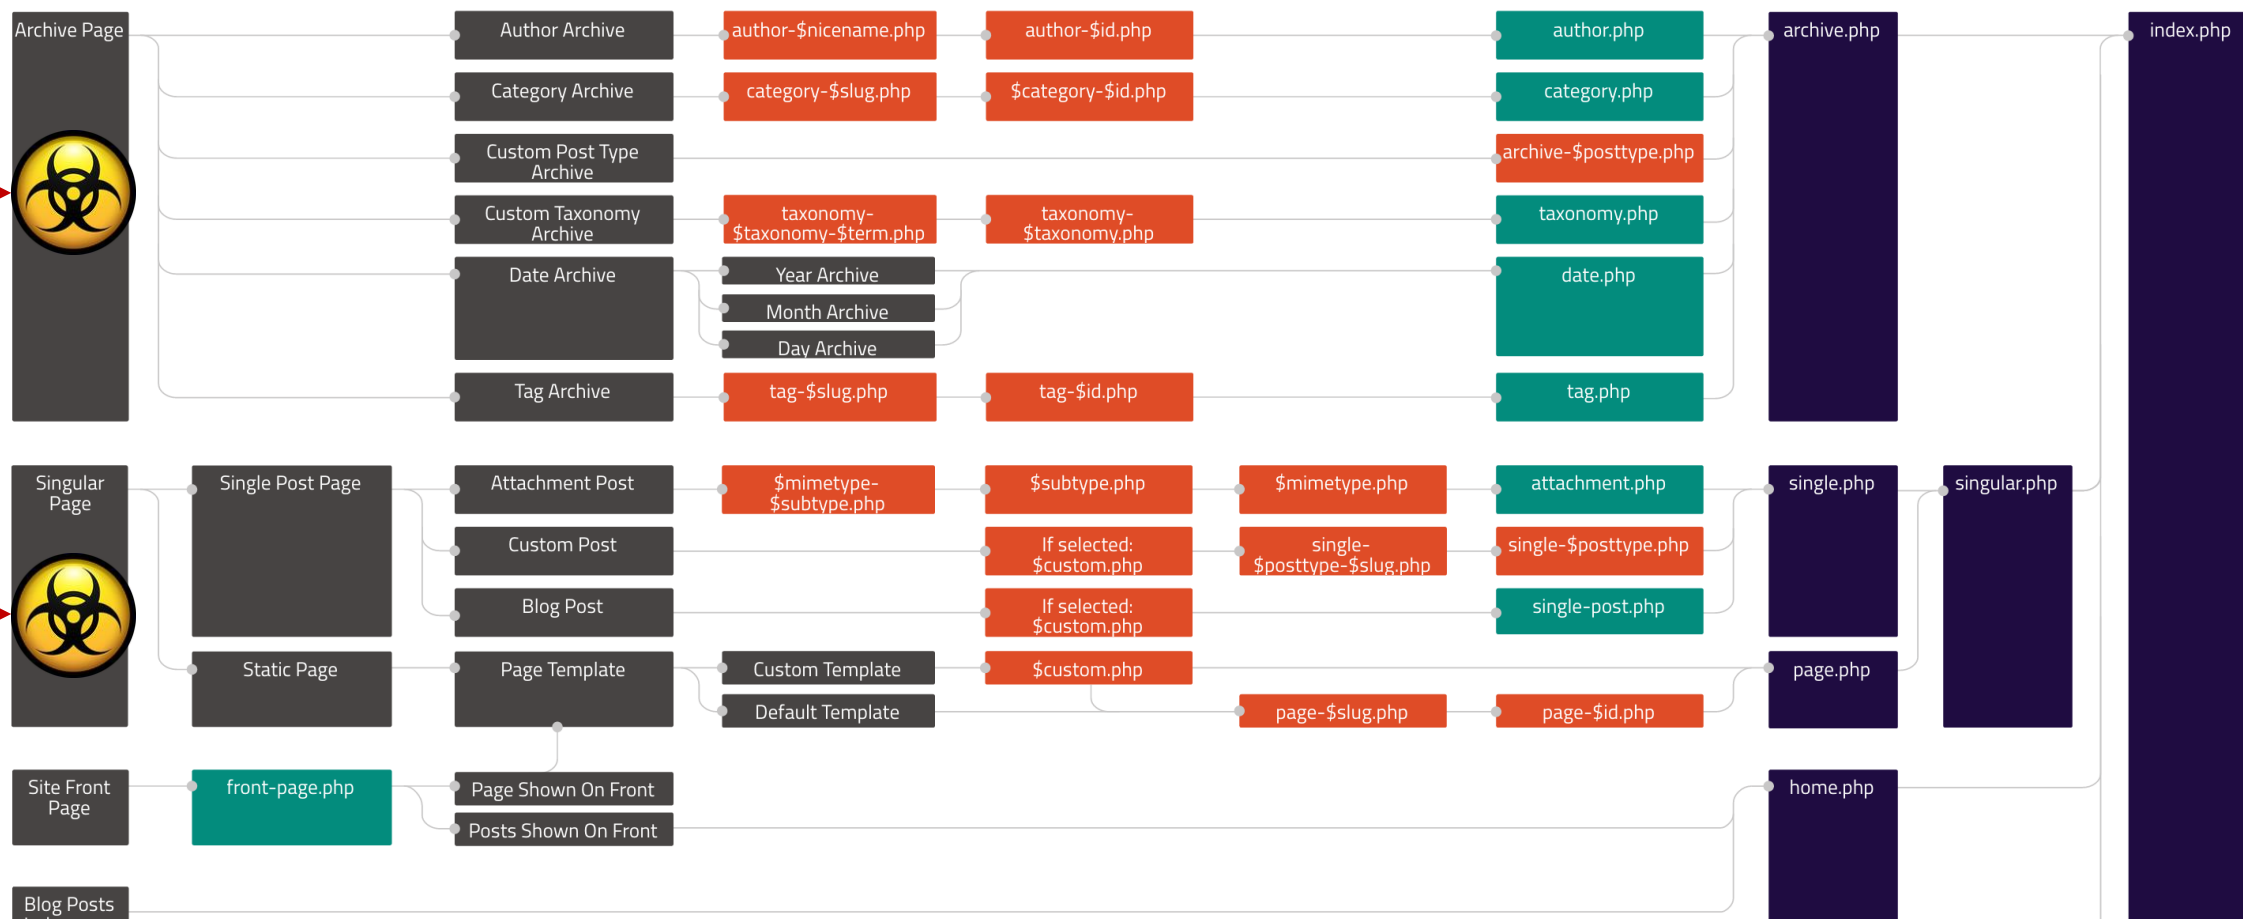 Archive Page
Author Archive
author-$nicename.php
author-$id.php
author.php
archive.php
index.php
Category Archive
category-$slug.php
$category-$id.php
category.php
Custom Post Type
Archive
archive-$posttype.php
Custom Taxonomy
Archive
taxonomy-
$taxonomy-$term.php
taxonomy-
$taxonomy.php
taxonomy.php
Date Archive
Year Archive
Month Archive
Day Archive
date.php
Tag Archive
tag-$slug.php
tag-$id.php
tag.php
Singular
Page
Single Post Page
Attachment Post
$mimetype-
$subtype.php
$subtype.php
$mimetype.php
attachment.php
single.php
singular.php
Custom Post
If selected:
$custom.php
single-
$posttype-$slug.php
single-$posttype.php
Blog Post
If selected:
$custom.php
single-post.php
Static Page
Page Template
Custom Template
$custom.php
page.php
Default Template
page-$slug.php
page-$id.php
Site Front
Page
front-page.php
Page Shown On Front
Posts Shown On Front
home.php
Blog Posts